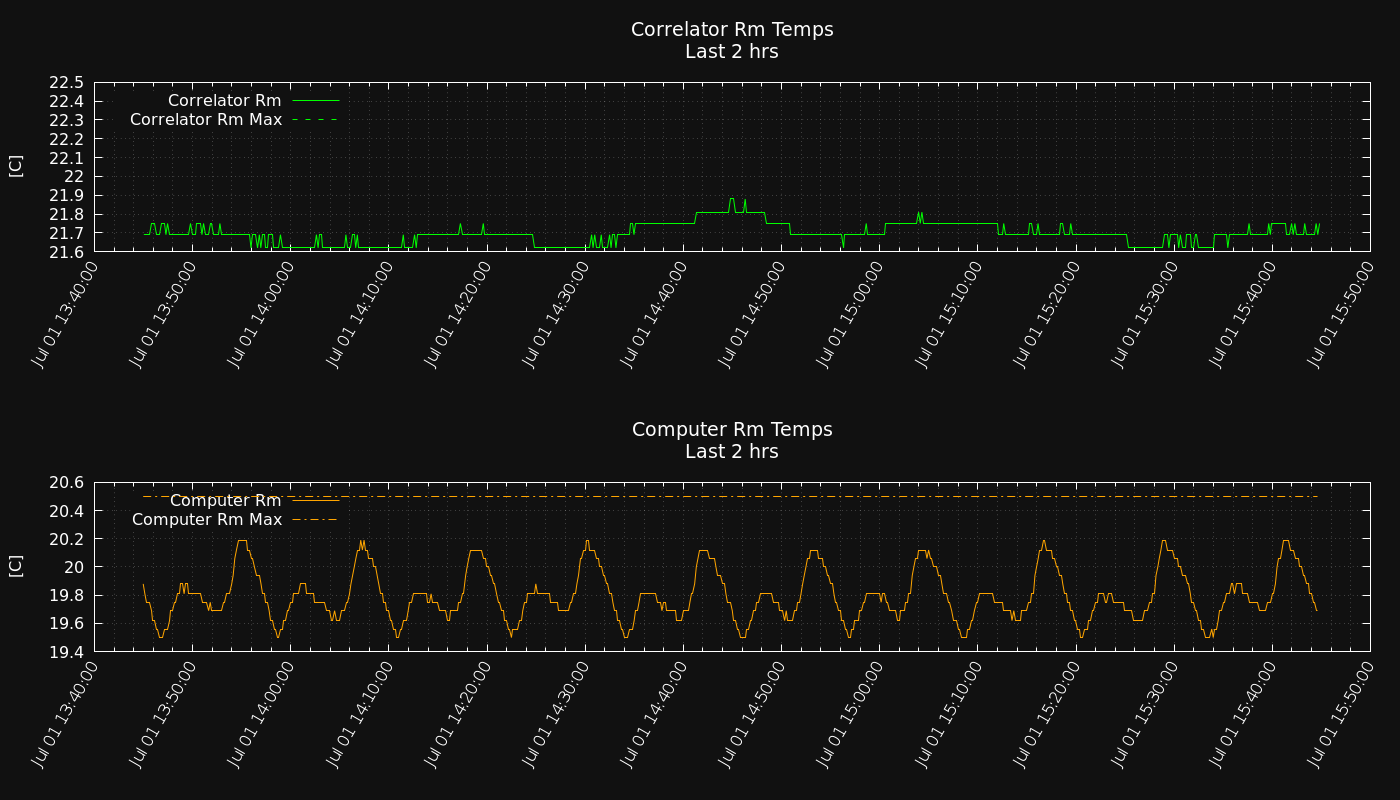 Correlator Rm Temps
Last 2 hrs
22.5
22.4
22.3
22.2
22.1
22
21.9
21.8
21.7
21.6
[C]
Correlator Rm
Correlator Rm Max
Jul 01 13:40:00
Jul 01 13:50:00
Jul 01 14:00:00
Jul 01 14:10:00
Jul 01 14:20:00
Jul 01 14:30:00
Jul 01 14:40:00
Jul 01 14:50:00
Jul 01 15:00:00
Jul 01 15:10:00
Jul 01 15:20:00
Jul 01 15:30:00
Jul 01 15:40:00
Jul 01 15:50:00
Computer Rm Temps
Last 2 hrs
20.6
20.4
20.2
20
19.8
19.6
19.4
[C]
Computer Rm
Computer Rm Max
Jul 01 13:40:00
Jul 01 13:50:00
Jul 01 14:00:00
Jul 01 14:10:00
Jul 01 14:20:00
Jul 01 14:30:00
Jul 01 14:40:00
Jul 01 14:50:00
Jul 01 15:00:00
Jul 01 15:10:00
Jul 01 15:20:00
Jul 01 15:30:00
Jul 01 15:40:00
Jul 01 15:50:00